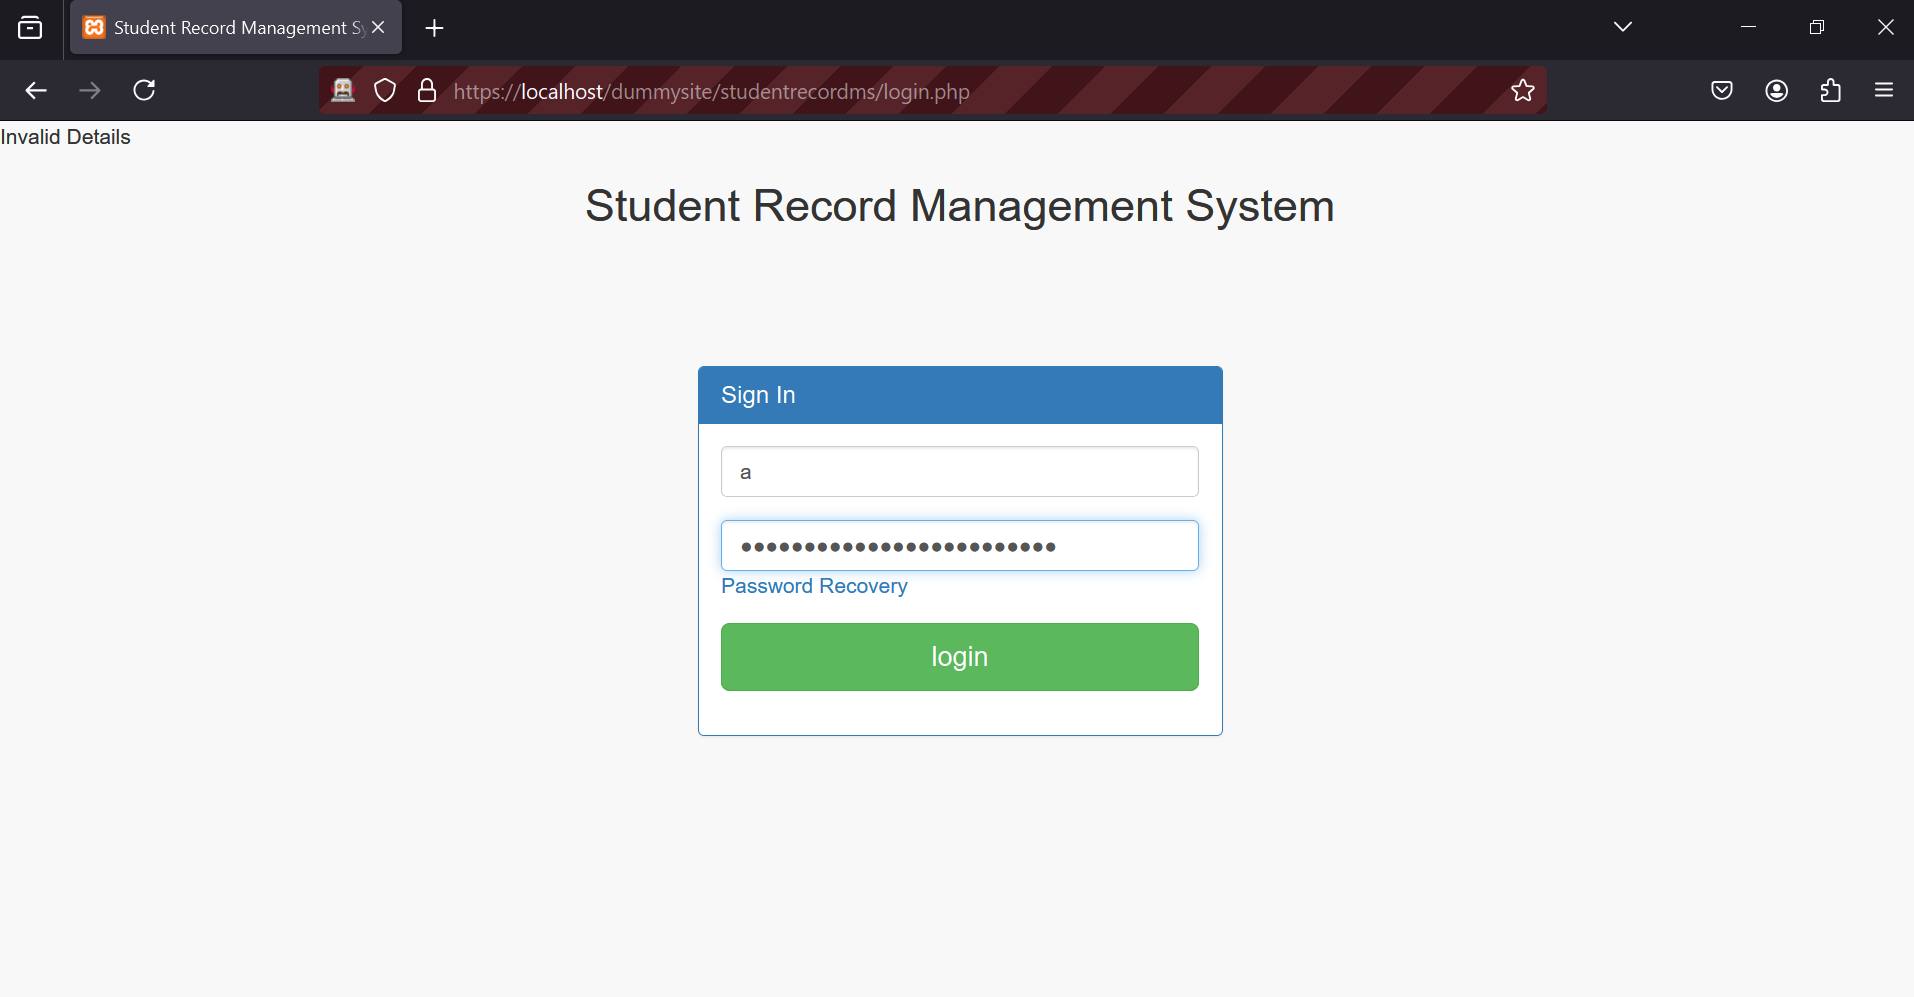 Student Record Management Sy
https://localhost/dummysite/studentrecordms/login.php
Invalid Details
Student Record Management System
Sign In
a
●●●●●●●●●●●●●●●●●●●●●●●●●
Password Recovery
login